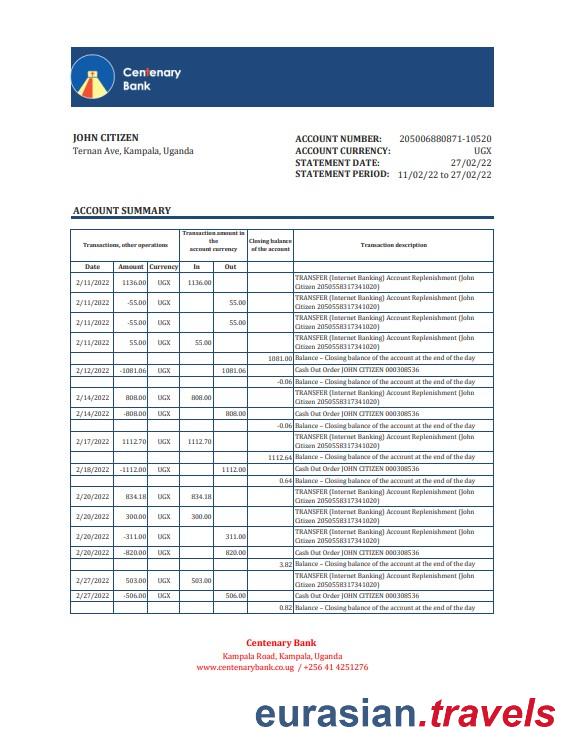 Centenary
Bank
JOHN CITIZEN
Ternan Ave, Kampala, Uganda
ACCOUNT NUMBER: 205006880871-10520
ACCOUNT CURRENCY: UGX
STATEMENT DATE: 27/02/22
STATEMENT PERIOD: 11/02/22 to 27/02/22
ACCOUNT SUMMARY
Transactions, other operations
Transaction amount in
the
account currency
Closing balance
of the account
Transaction description
Date Amount Currency In Out
2/11/2022 1136.00 UGX 1136.00 TRANSFER (Internet Banking) Account Replenishment (John
Citizen 2050558317341020)
2/11/2022 -55.00 UGX 55.00 TRANSFER (Internet Banking) Account Replenishment (John
Citizen 2050558317341020)
2/11/2022 -55.00 UGX 55.00 TRANSFER (Internet Banking) Account Replenishment (John
Citizen 2050558317341020)
2/11/2022 55.00 UGX 55.00 TRANSFER (Internet Banking) Account Replenishment (John
Citizen 2050558317341020)
1081.00 Balance – Closing balance of the account at the end of the day
2/12/2022 -1081.06 UGX 1081.06 Cash Out Order JOHN CITIZEN 000308536
-0.06 Balance – Closing balance of the account at the end of the day
2/14/2022 808.00 UGX 808.00 TRANSFER (Internet Banking) Account Replenishment (John
Citizen 2050558317341020)
2/14/2022 -808.00 UGX 808.00 Cash Out Order JOHN CITIZEN 000308536
-0.06 Balance – Closing balance of the account at the end of the day
2/17/2022 1112.70 UGX 1112.70 TRANSFER (Internet Banking) Account Replenishment (John
Citizen 2050558317341020)
1112.64 Balance – Closing balance of the account at the end of the day
2/18/2022 -1112.00 UGX 1112.00 Cash Out Order JOHN CITIZEN 000308536
0.64 Balance – Closing balance of the account at the end of the day
2/20/2022 834.18 UGX 834.18 TRANSFER (Internet Banking) Account Replenishment (John
Citizen 2050558317341020)
2/20/2022 300.00 UGX 300.00 TRANSFER (Internet Banking) Account Replenishment (John
Citizen 2050558317341020)
2/20/2022 -311.00 UGX 311.00 TRANSFER (Internet Banking) Account Replenishment (John
Citizen 2050558317341020)
2/20/2022 -820.00 UGX 820.00 Cash Out Order JOHN CITIZEN 000308536
3.82 Balance – Closing balance of the account at the end of the day
2/27/2022 503.00 UGX 503.00 TRANSFER (Internet Banking) Account Replenishment (John
Citizen 2050558317341020)
2/27/2022 -506.00 UGX 506.00 Cash Out Order JOHN CITIZEN 000308536
0.82 Balance – Closing balance of the account at the end of the day
Centenary Bank
Kampala Road, Kampala, Uganda
www.centenarybank.co.ug / +256 41 4251276
eurasian.travels